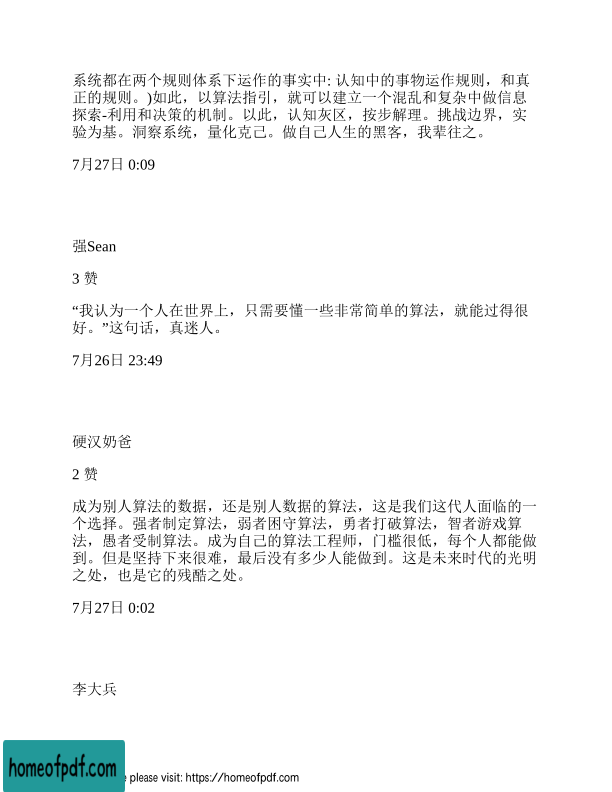 系统都在两个规则体系下运作的事实中: 认知中的事物运作规则，和真
正的规则。)如此，以算法指引，就可以建立一个混乱和复杂中做信息
探索-利用和决策的机制。以此，认知灰区，按步解理。挑战边界，实
验为基。洞察系统，量化克己。做自己人生的黑客，我辈往之。
7月27日 0:09
强Sean
3 赞
“我认为一个人在世界上，只需要懂一些非常简单的算法，就能过得很
好。”这句话，真迷人。
7月26日 23:49
硬汉奶爸
2 赞
成为别人算法的数据，还是别人数据的算法，这是我们这代人面临的一
个选择。强者制定算法，弱者困守算法，勇者打破算法，智者游戏算
法，愚者受制算法。成为自己的算法工程师，门槛很低，每个人都能做
到。但是坚持下来很难，最后没有多少人能做到。这是未来时代的光明
之处，也是它的残酷之处。
7月27日 0:02
李大兵
homeofpdf.com
e please visit: https://homeofpdf.com